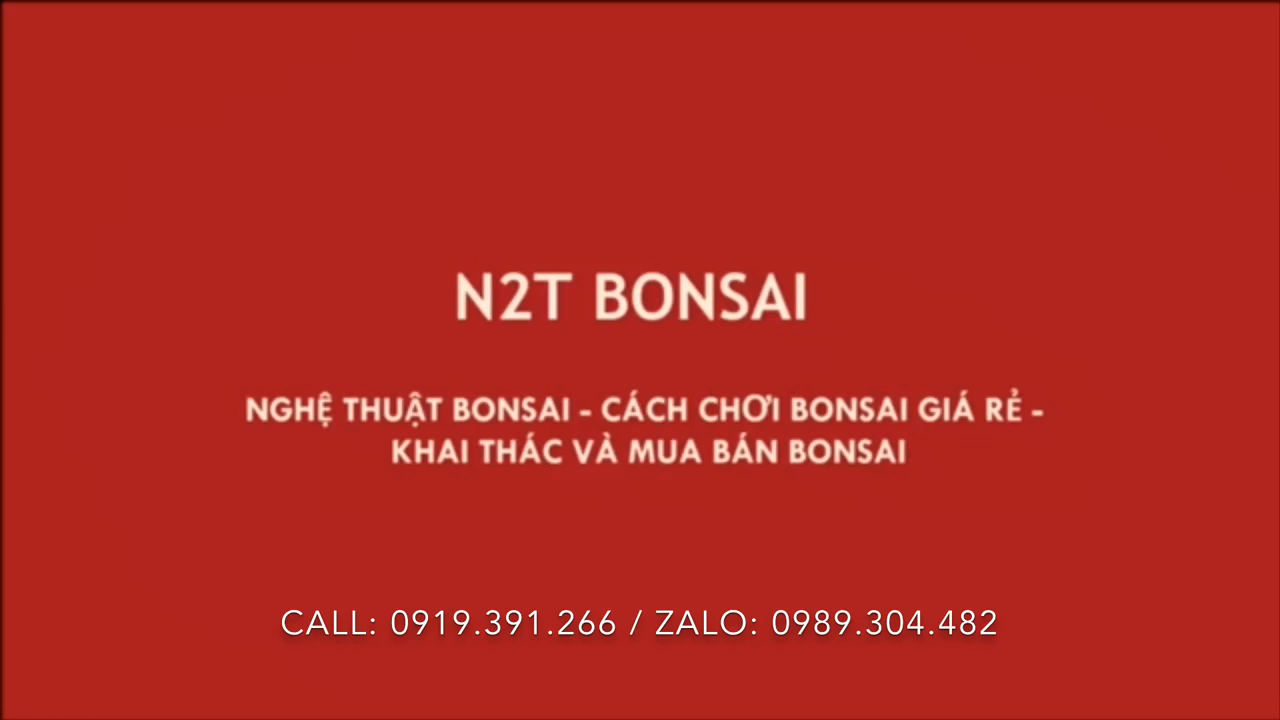 N2T BONSAI
NGHỆ THUẬT BONSAI - CÁCH CHƠI BONSAI GIÁ RẺ -
KHAI THÁC VÀ MUA BÁN BONSAI
CALL: 0919.391.266 / ZALO: 0989.304.482